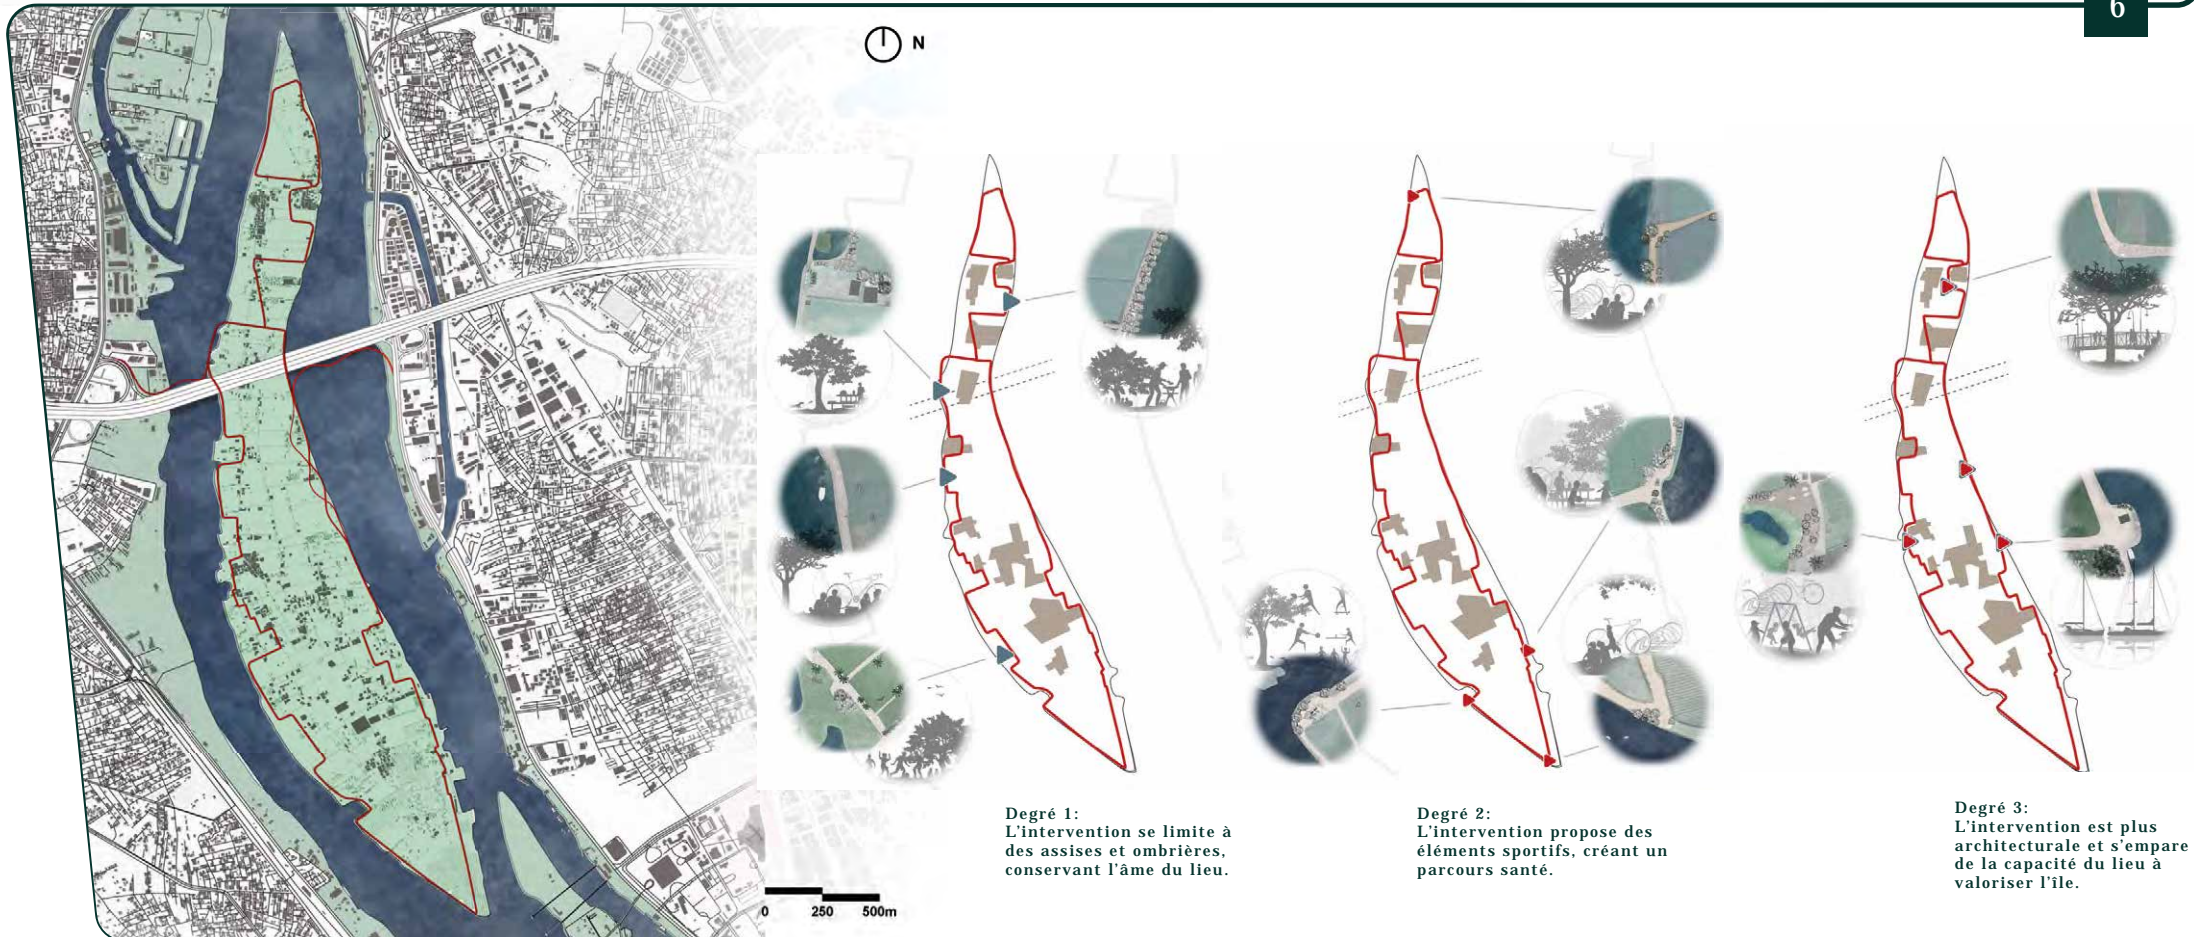 6
N
0 250 500m
Degré 1:
L'intervention se limite à
des assises et ombrières,
conservant l'âme du lieu.
Degré 2:
L'intervention propose des
éléments sportifs, créant un
parcours santé.
Degré 3:
L'intervention est plus
architecturale et s'empare
de la capacité du lieu à
valoriser l'île.